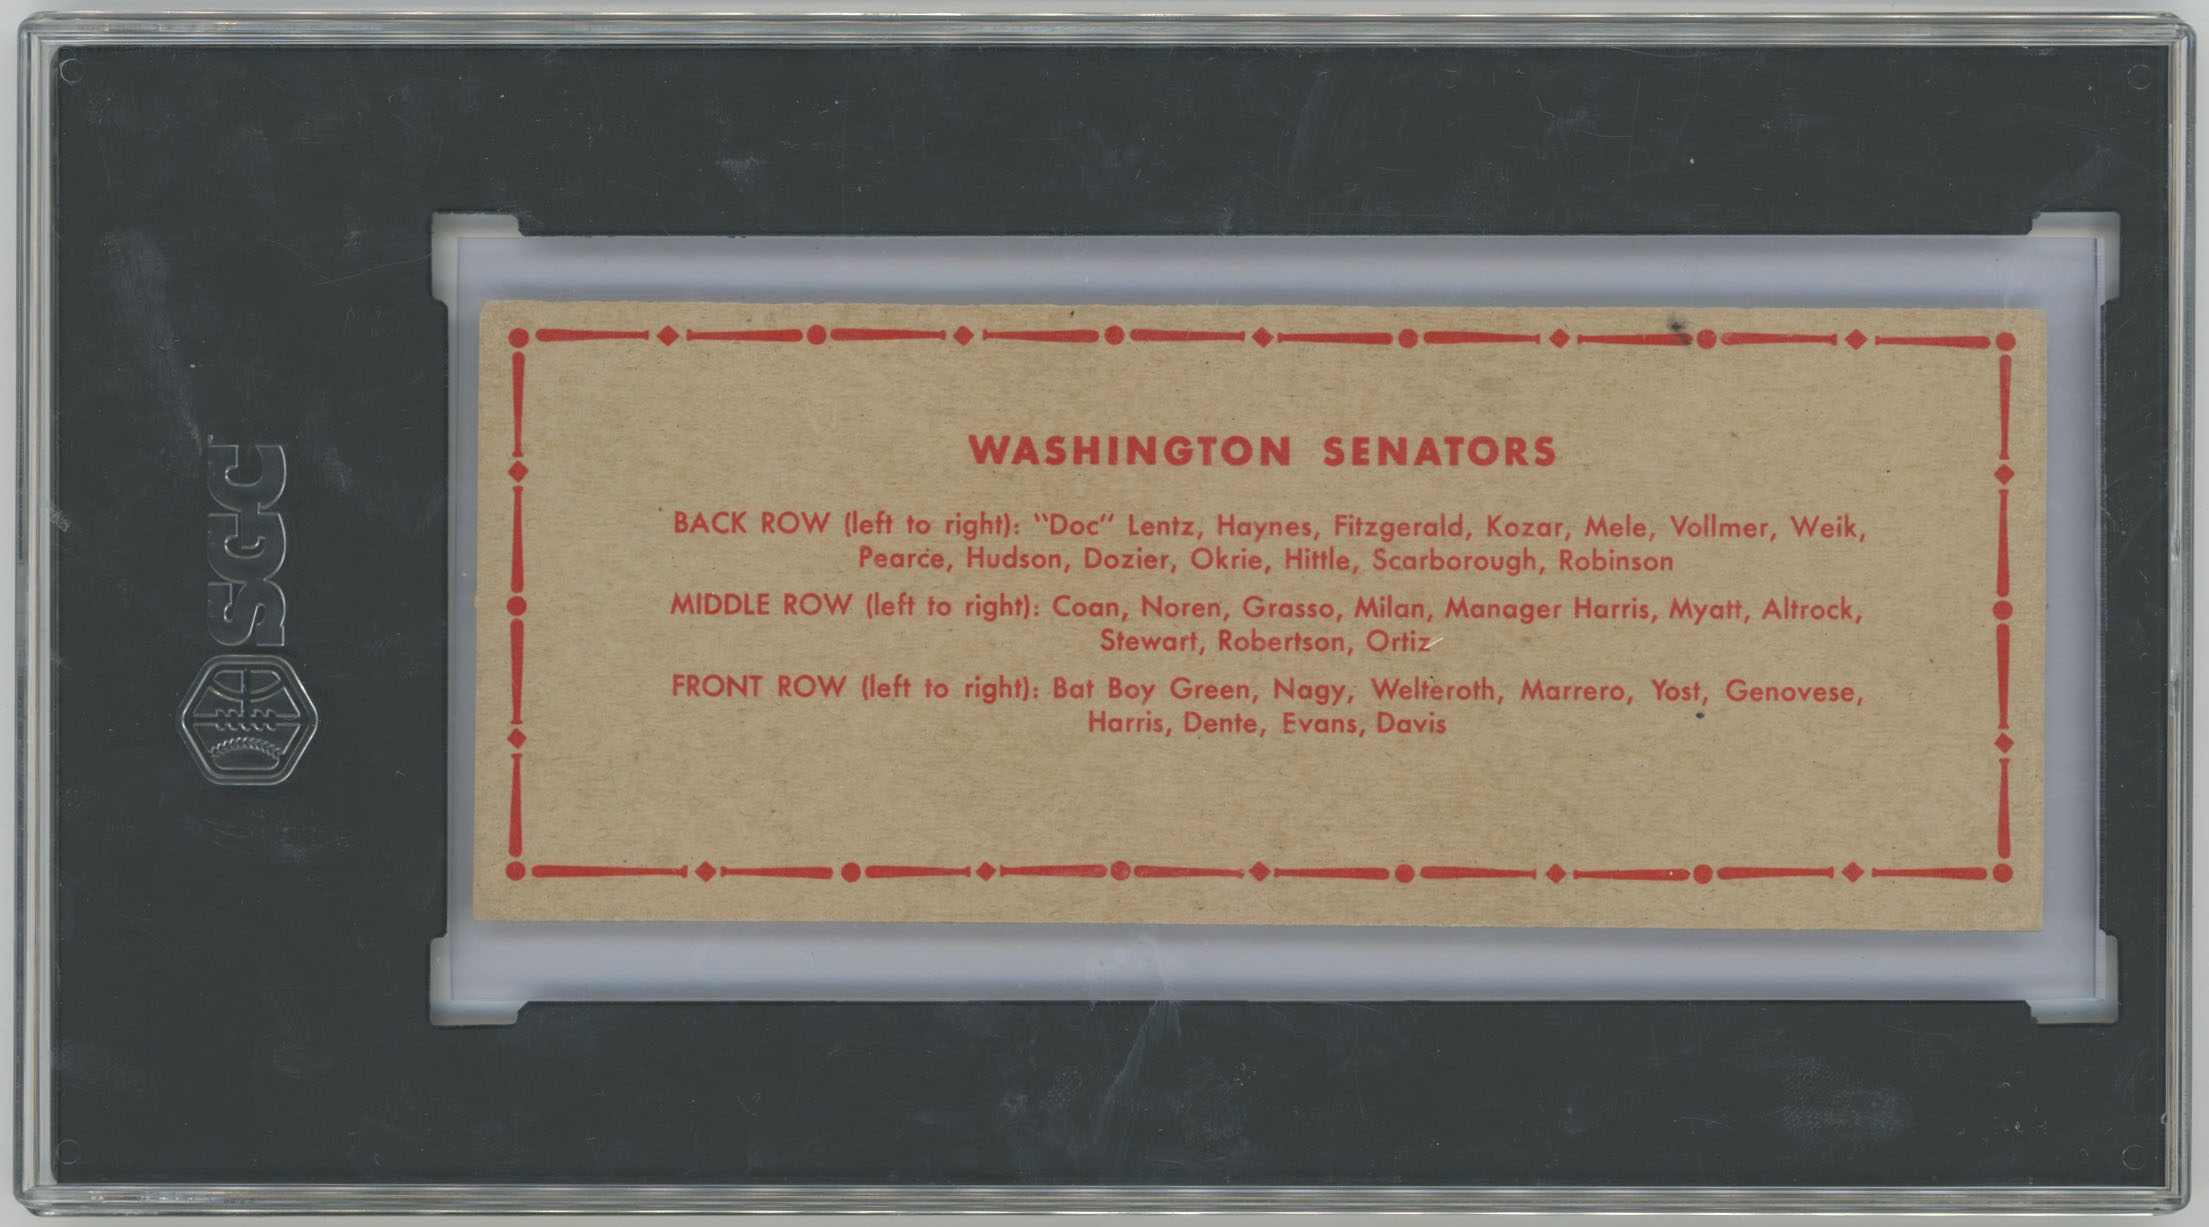 WASHINGTON SENATORS
BACK ROW (left to right): "Doc" Lentz, Haynes, Fitzgerald, Kozar, Mele, Vollmer, Weik,
Pearce, Hudson, Dozier, Okrie, Hittle, Scarborough, Robinson
MIDDLE ROW (left to right): Coan, Noren, Grasso, Milan, Manager Harris, Myatt, Altrock,
Stewart, Robertson, Ortiz
FRONT ROW (left to right): Bat Boy Green, Nagy, Welteroth, Marrero, Yost, Genovese,
Harris, Dente, Evans, Davis
SGC